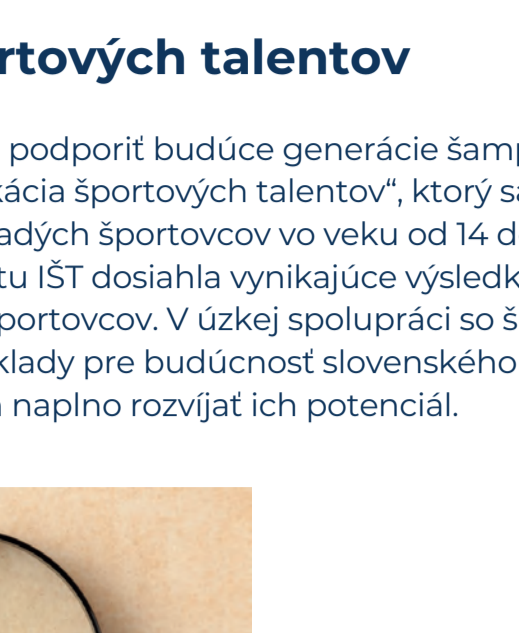 rtových talentov
podporiť budúce generácie šamp
kácia športových talentov“, ktorý sa
adých športovcov vo veku od 14 d
tu IŠT dosiahla vynikajúce výsledk
portovcov. V úzkej spolupráci so š
klady pre budúcnosť slovenského
naplno rozvíjať ich potenciál.